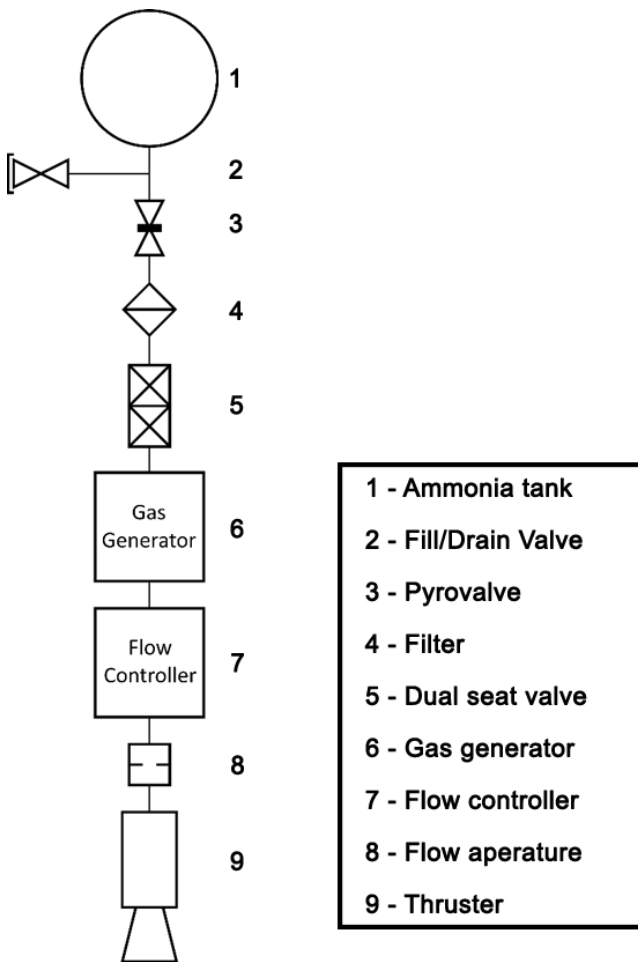 1
2
3
4
5
Gas
Generator
6
Flow
Controller
7
8
9
1 - Ammonia tank
2 - Fill/Drain Valve
3 - Pyrovalve
4 - Filter
5 - Dual seat valve
6 - Gas generator
7 - Flow controller
8 - Flow aperature
9 - Thruster